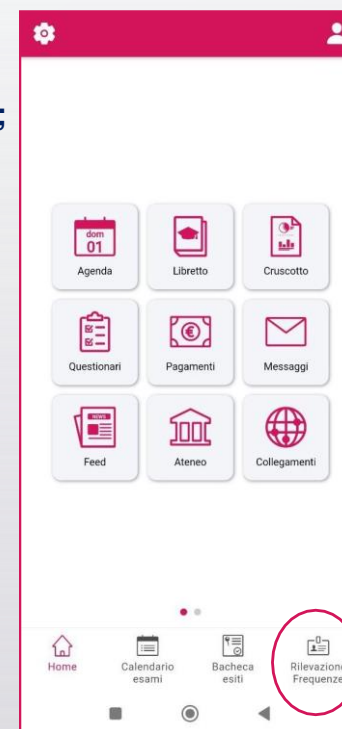 ;
dom
01
Agenda
Libretto
Cruscotto
Questionari
Pagamenti
Messaggi
NEWS
Feed
Ateneo
Collegamenti
Home
Calendario
esami
Bacheca
esiti
Rilevazione
Frequenze